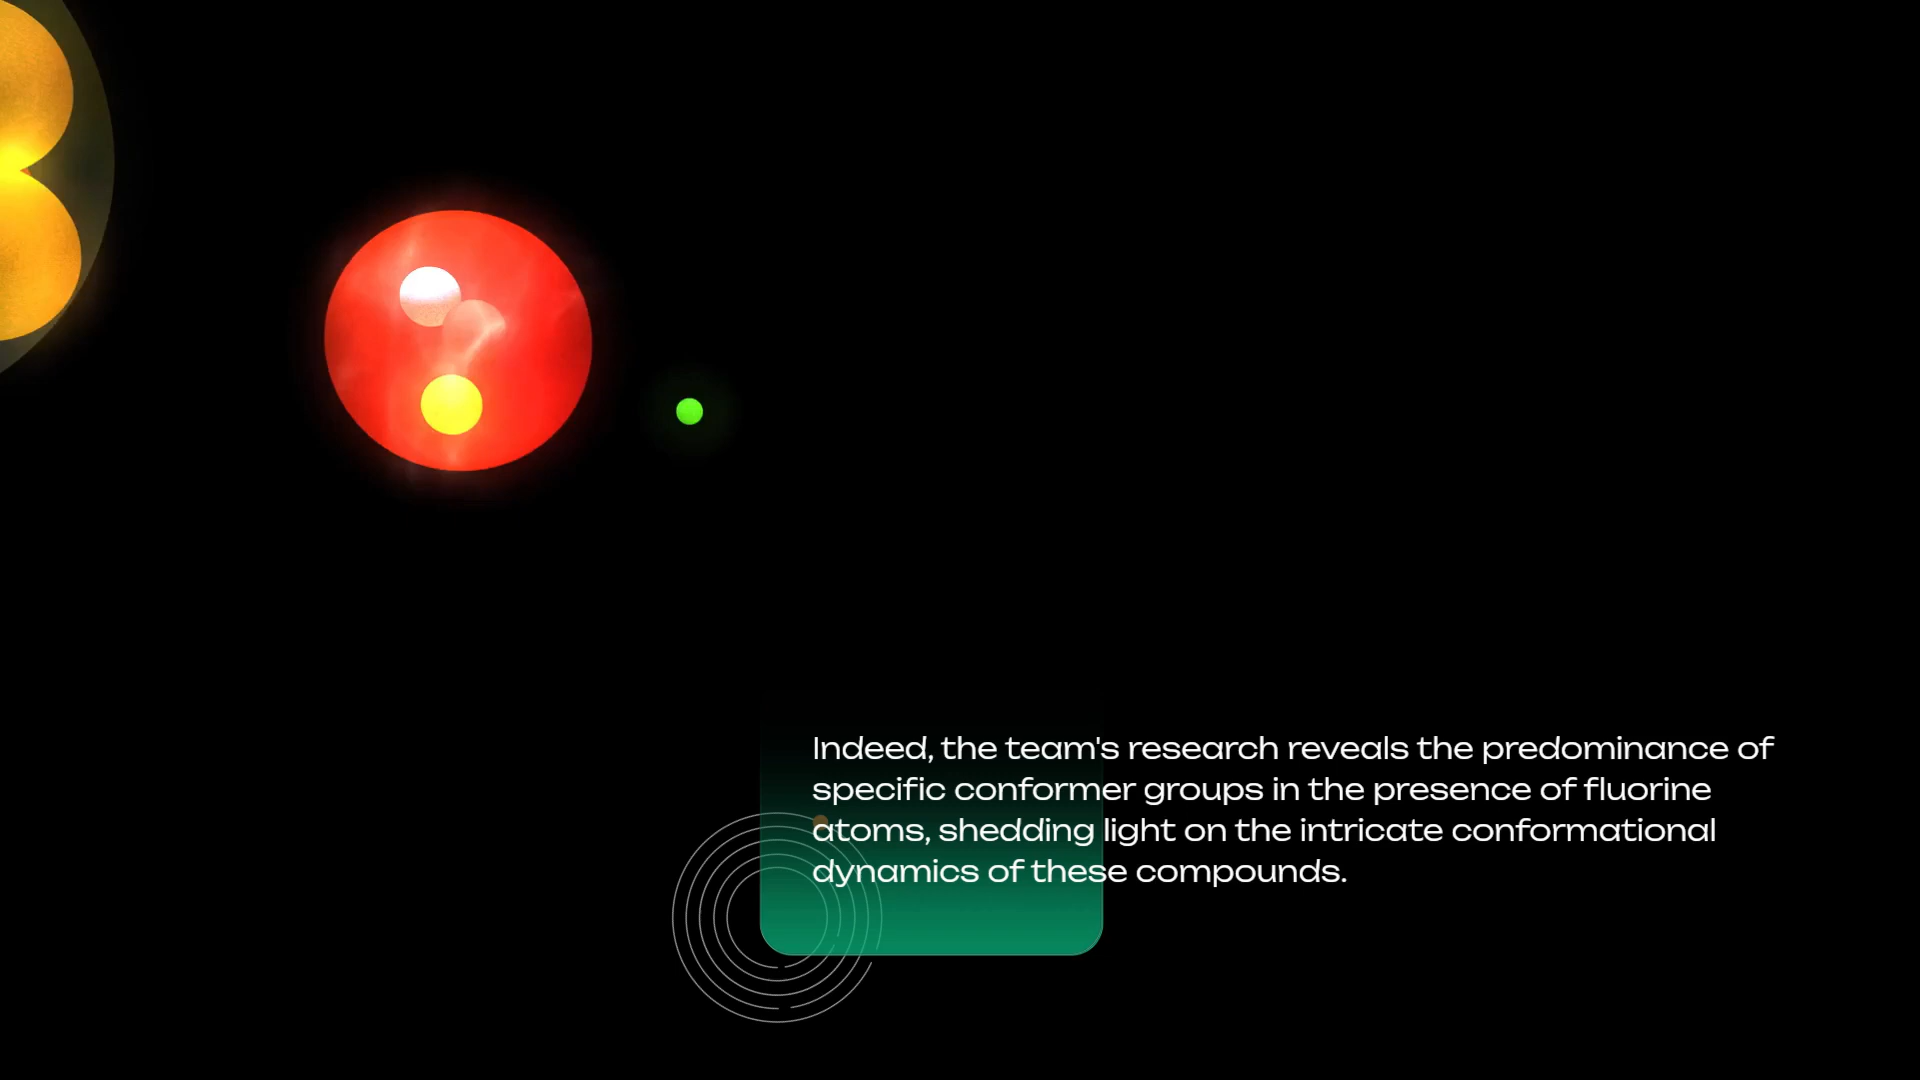 Indeed, the team's research reveals the predominance of
specific conformer groups in the presence of fluorine
atoms, shedding light on the intricate conformational
dynamics of these compounds.